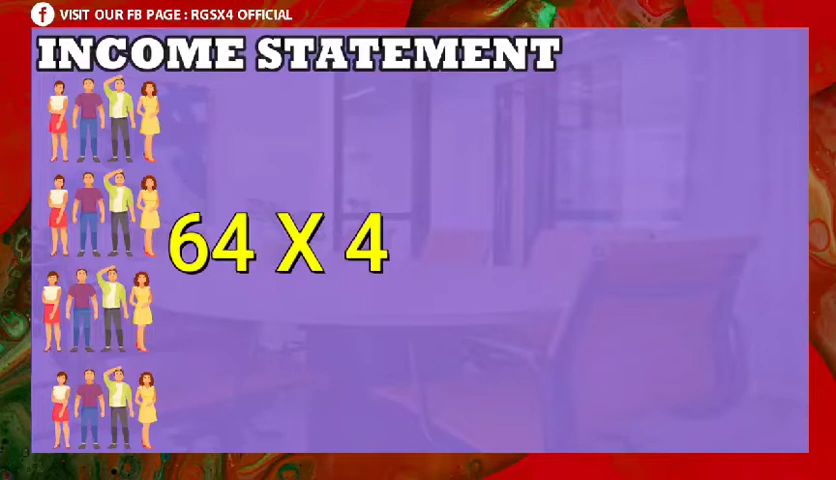 VISIT OUR FB PAGE : RGSX4 OFFICIAL
INCOME STATEMENT
64 X 4